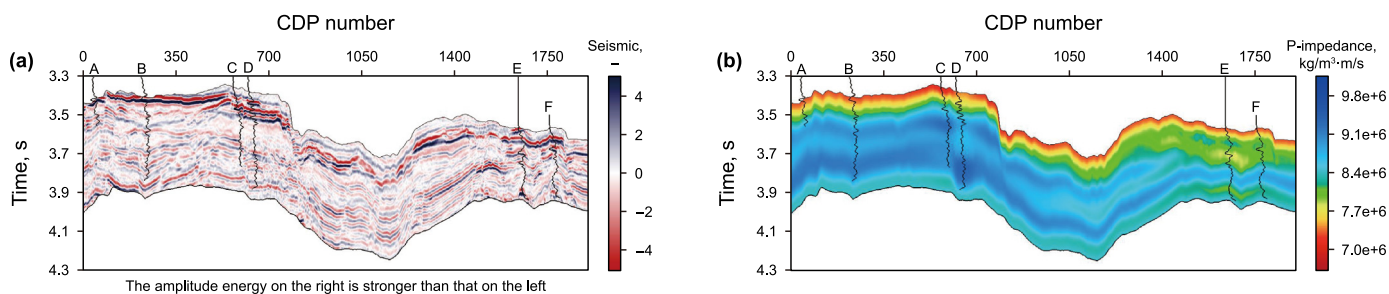 CDP number
(a)
0 350 700 1050 1400 1750
Seismic,
–
A B C D E F
3.3
3.5
3.7
3.9
4.1
4.3
Time, s
4
2
0
−2
−4
The amplitude energy on the right is stronger than that on the left
CDP number
(b)
0 350 700 1050 1400 1750
P-impedance,
kg/m³·m/s
A B C D E F
3.3
3.5
3.7
3.9
4.1
4.3
Time, s
9.8e+6
9.1e+6
8.4e+6
7.7e+6
7.0e+6